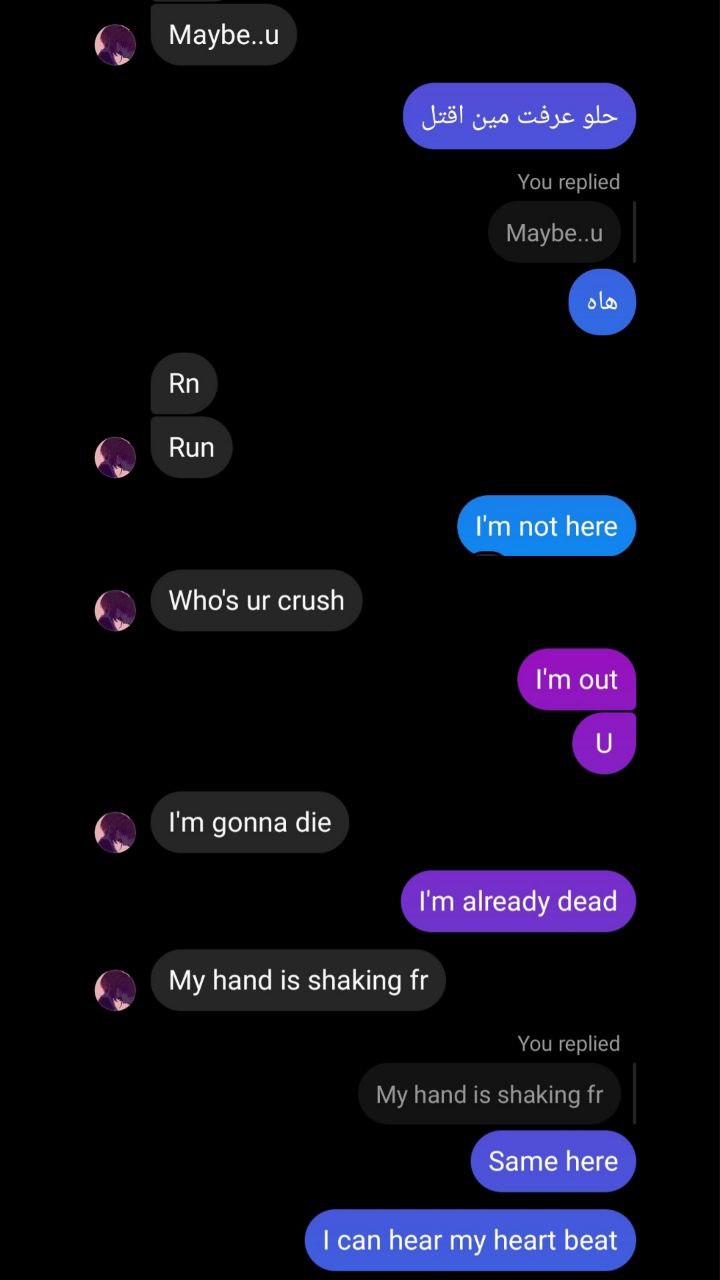 Maybe..u
حلو عرفت مين اقتل
You replied
Maybe..u
هاه
Rn
Run
I'm not here
Who's ur crush
I'm out
U
I'm gonna die
I'm already dead
My hand is shaking fr
You replied
My hand is shaking fr
Same here
I can hear my heart beat